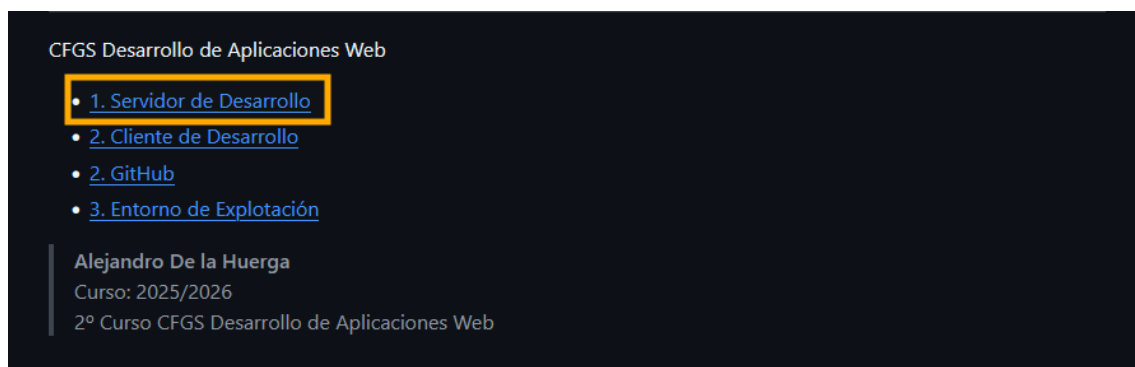 CFGS Desarrollo de Aplicaciones Web
• 1. Servidor de Desarrollo
• 2. Cliente de Desarrollo
• 2. GitHub
• 3. Entorno de Explotación
Alejandro De la Huerga
Curso: 2025/2026
2º Curso CFGS Desarrollo de Aplicaciones Web